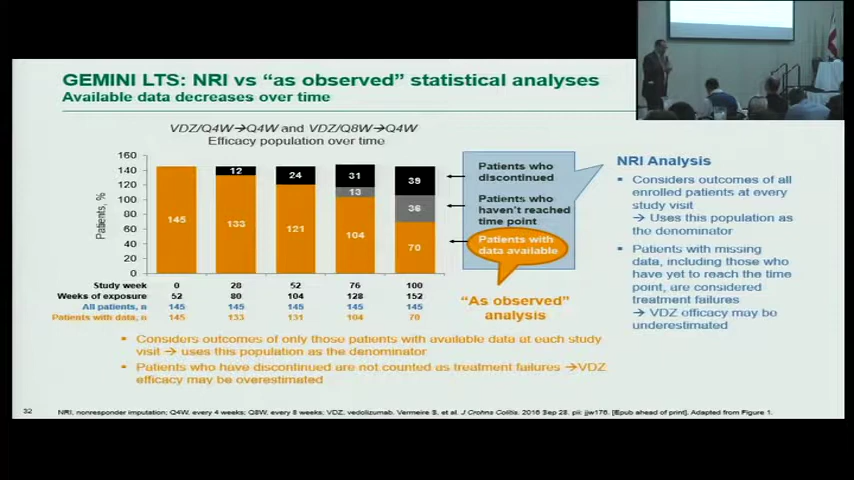 GEMINI LTS: NRI vs “as observed” statistical analyses
Available data decreases over time
VDZ/Q4W→Q4W and VDZ/Q8W→Q4W
Efficacy population over time
Patients, %
160
140
120
100
80
60
40
20
0
145
12
133
24
121
31
13
104
39
36
70
Study week 0 28 52 76 100
Weeks of exposure 52 80 104 128 152
All patients, n 145 145 145 145 145
Patients with data, n 145 133 131 104 70
Patients who
discontinued
Patients who
haven't reached
time point
Patients with
data available
“As observed”
analysis
NRI Analysis
▪ Considers outcomes of all
enrolled patients at every
study visit
→ Uses this population as
the denominator
▪ Patients with missing
data, including those who
have yet to reach the time
point, are considered
treatment failures
→ VDZ efficacy may be
underestimated
▪ Considers outcomes of only those patients with available data at each study
visit → uses this population as the denominator
▪ Patients who have discontinued are not counted as treatment failures →VDZ
efficacy may be overestimated
32
NRI, nonresponder imputation; Q4W, every 4 weeks; Q8W, every 8 weeks; VDZ, vedolizumab. Vermeire S, et al. J Crohns Colitis. 2016 Sep 28. pii: jjw176. [Epub ahead of print]. Adapted from Figure 1.